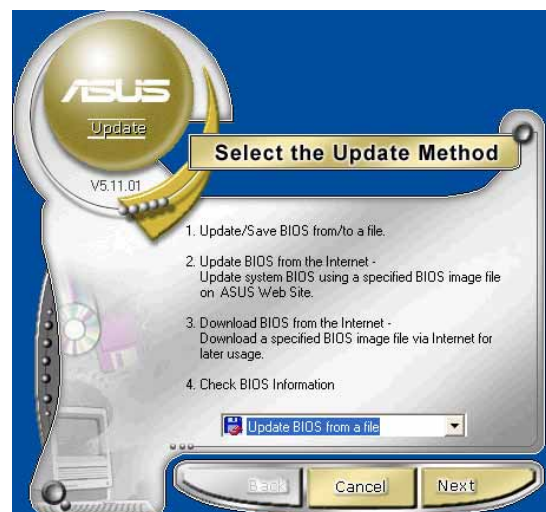 ASUS
Update
V5.11.01
Select the Update Method
1. Update/Save BIOS from/to a file.
2. Update BIOS from the Internet -
Update system BIOS using a specified BIOS image file
on ASUS Web Site.
3. Download BIOS from the Internet -
Download a specified BIOS image file via Internet for
later usage.
4. Check BIOS Information
Update BIOS from a file
Back
Cancel
Next